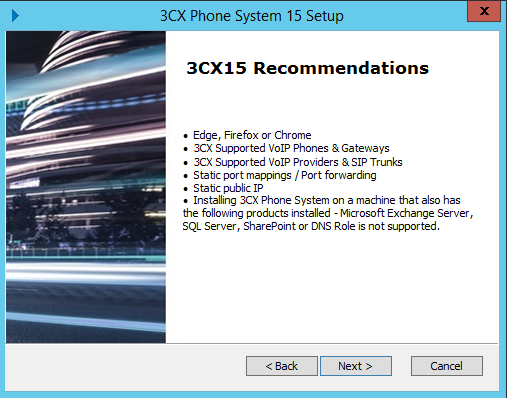 3CX Phone System 15 Setup
X
3CX15 Recommendations
• Edge, Firefox or Chrome
• 3CX Supported VoIP Phones & Gateways
• 3CX Supported VoIP Providers & SIP Trunks
• Static port mappings / Port forwarding
• Static public IP
• Installing 3CX Phone System on a machine that also has
the following products installed - Microsoft Exchange Server,
SQL Server, SharePoint or DNS Role is not supported.
< Back
Next >
Cancel